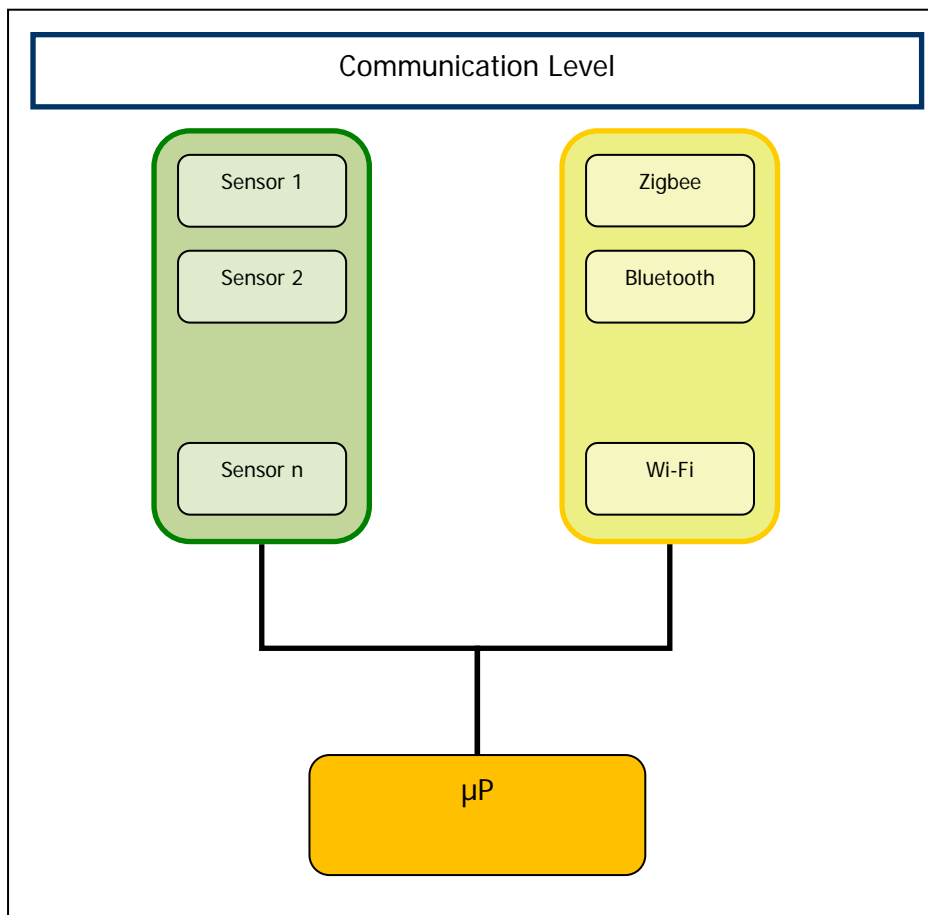 Communication Level
Sensor 1
Sensor 2
Sensor n
Zigbee
Bluetooth
Wi-Fi
µP